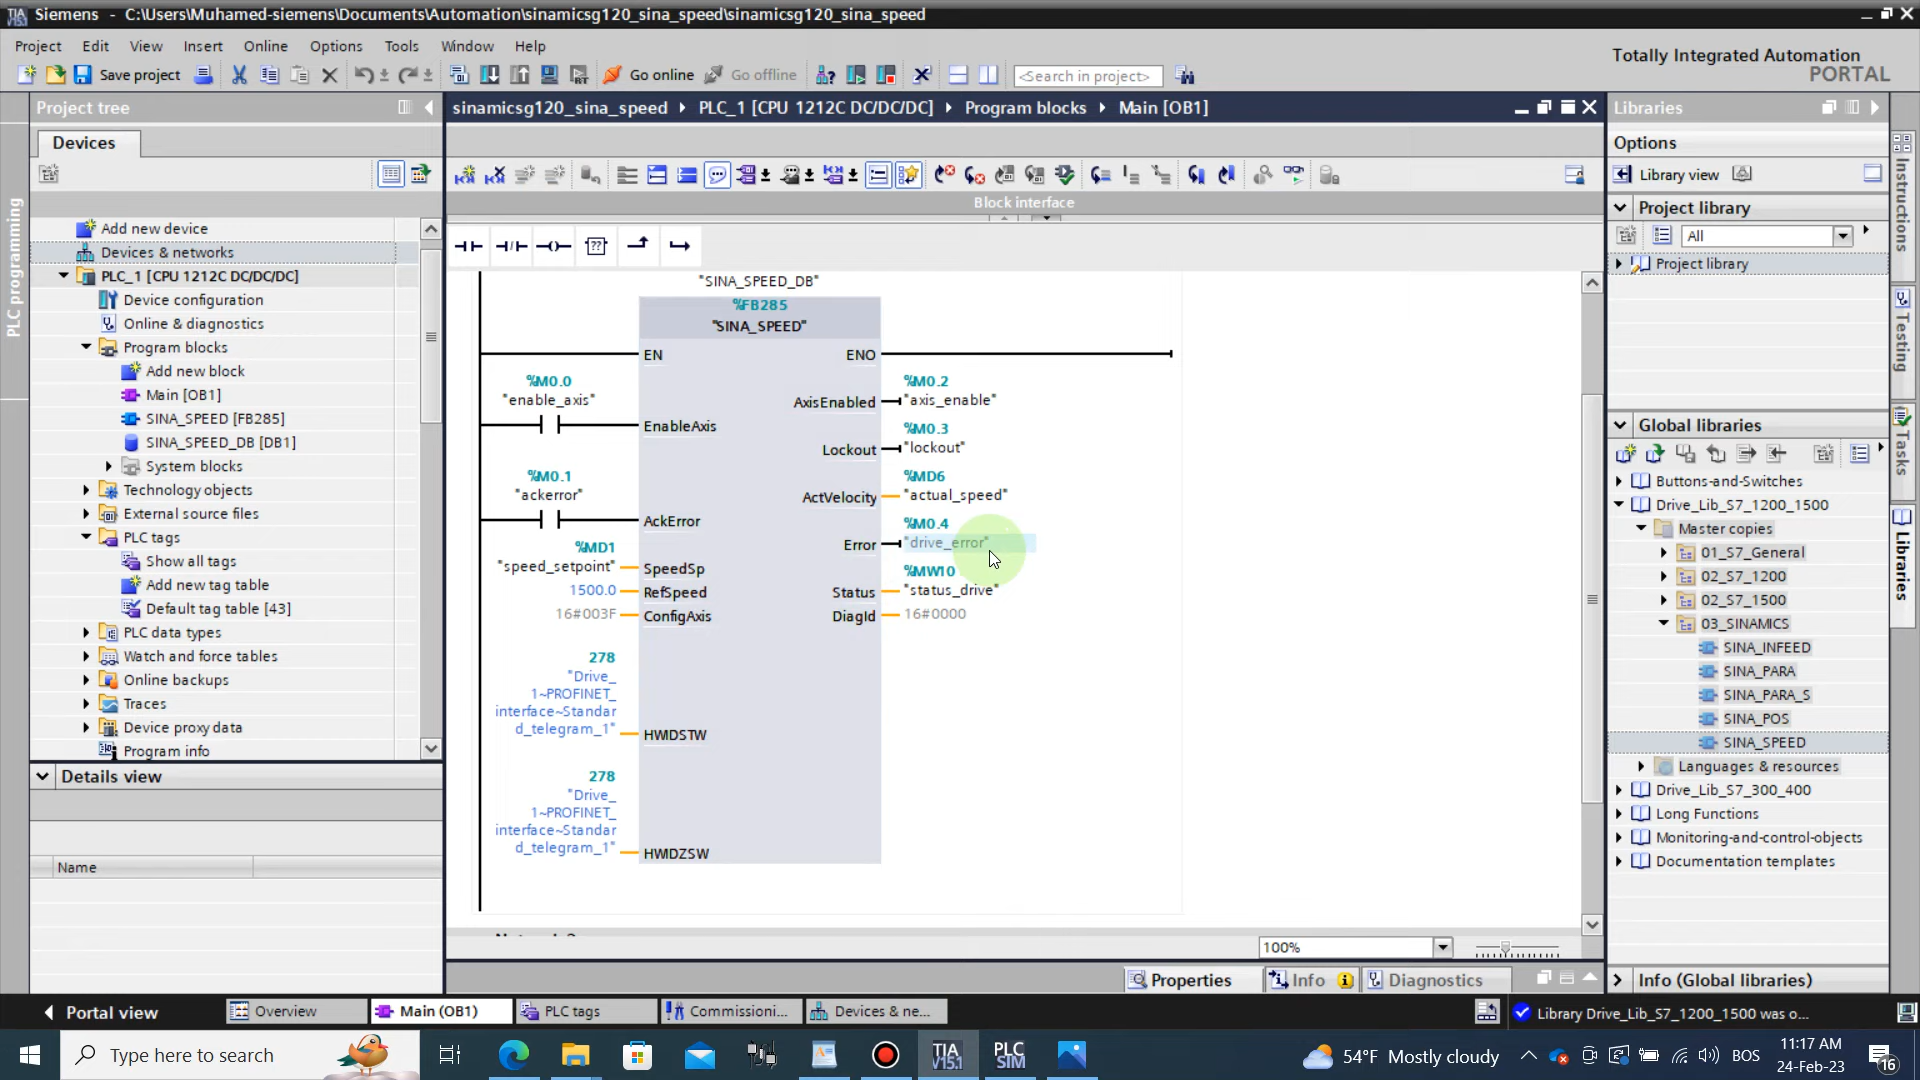 Siemens - C:\Users\Muhamed-siemens\Documents\Automation\sinamicsg120_sina_speed\sinamicsg120_sina_speed
Project Edit View Insert Online Options Tools Window Help
Totally Integrated Automation
PORTAL
Save project
Go online
Go offline
<Search in project>
Project tree
Devices
PLC programming
Add new device
Devices & networks
PLC_1 [CPU 1212C DC/DC/DC]
Device configuration
Online & diagnostics
Program blocks
Add new block
Main [OB1]
SINA_SPEED [FB285]
SINA_SPEED_DB [DB1]
System blocks
Technology objects
External source files
PLC tags
Show all tags
Add new tag table
Default tag table [43]
PLC data types
Watch and force tables
Online backups
Traces
Device proxy data
Program info
Details view
Name
sinamicsg120_sina_speed PLC_1 [CPU 1212C DC/DC/DC] Program blocks Main [OB1]
Block interface
"SINA_SPEED_DB"
%FB285
"SINA_SPEED"
EN ENO
%M0.0
"enable_axis"
EnableAxis
%M0.1
"ackerror"
AckError
%MD1
"speed_setpoint"
SpeedSp
1500.0
RefSpeed
16#003F
ConfigAxis
278
"Drive_
1~PROFINET_
interface~Standar
d_telegram_1"
HWIDSTW
278
"Drive_
1~PROFINET_
interface~Standar
d_telegram_1"
HWIDZSW
%M0.2
AxisEnabled "axis_enable"
%M0.3
Lockout "lockout"
%MD6
ActVelocity "actual_speed"
%M0.4
Error "drive_error"
%MW10
Status "status_drive"
DiagId 16#0000
100%
Properties
Info
Diagnostics
Libraries
Options
Library view
Project library
All
Project library
Global libraries
Buttons-and-Switches
Drive_Lib_S7_1200_1500
Master copies
01_S7_General
02_S7_1200
02_S7_1500
03_SINAMICS
SINA_INFEED
SINA_PARA
SINA_PARA_S
SINA_POS
SINA_SPEED
Languages & resources
Drive_Lib_S7_300_400
Long Functions
Monitoring-and-control-objects
Documentation templates
Info (Global libraries)
Instructions
Testing
Tasks
Libraries
Portal view
Overview
Main (OB1)
PLC tags
Commissioni...
Devices & ne...
Library Drive_Lib_S7_1200_1500 was o...
Type here to search
TIA
V15.1
PLC
SIM
54°F Mostly cloudy
BOS
11:17 AM
24-Feb-23
16